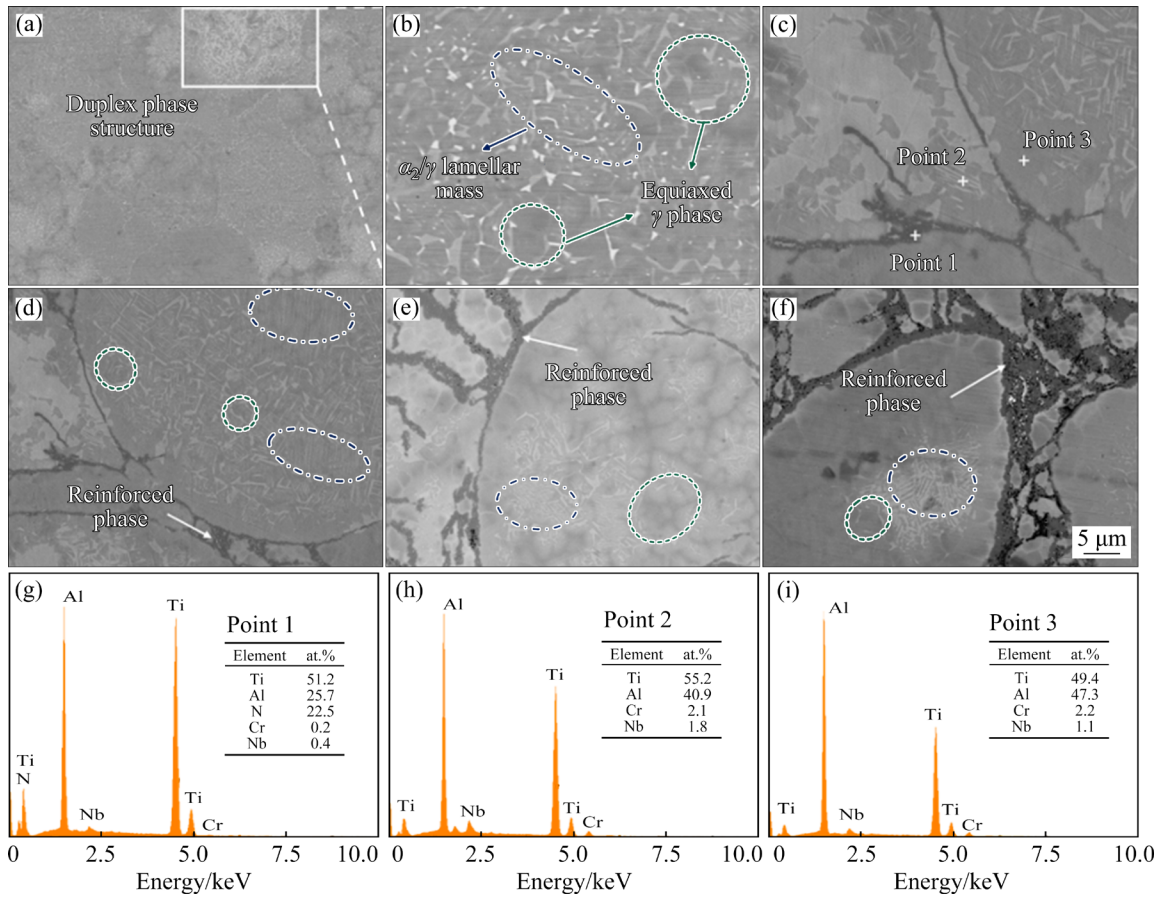 (a)
Duplex phase
structure
(b)
α₂/γ lamellar
mass
Equiaxed
γ phase
(c)
Point 2
Point 3
Point 1
(d)
Reinforced
phase
(e)
Reinforced
phase
(f)
Reinforced
phase
5 μm
(g)
Al
Ti
Point 1
Element at.%
Ti 51.2
Al 25.7
N 22.5
Cr 0.2
Nb 0.4
Ti
N
Nb
Ti
Cr
0 2.5 5.0 7.5 10.0
Energy/keV
(h)
Al
Point 2
Element at.%
Ti 55.2
Al 40.9
Cr 2.1
Nb 1.8
Ti
Ti
Nb
Ti
Cr
0 2.5 5.0 7.5 10.0
Energy/keV
(i)
Al
Point 3
Element at.%
Ti 49.4
Al 47.3
Cr 2.2
Nb 1.1
Ti
Ti
Nb
Ti
Cr
0 2.5 5.0 7.5 10.0
Energy/keV